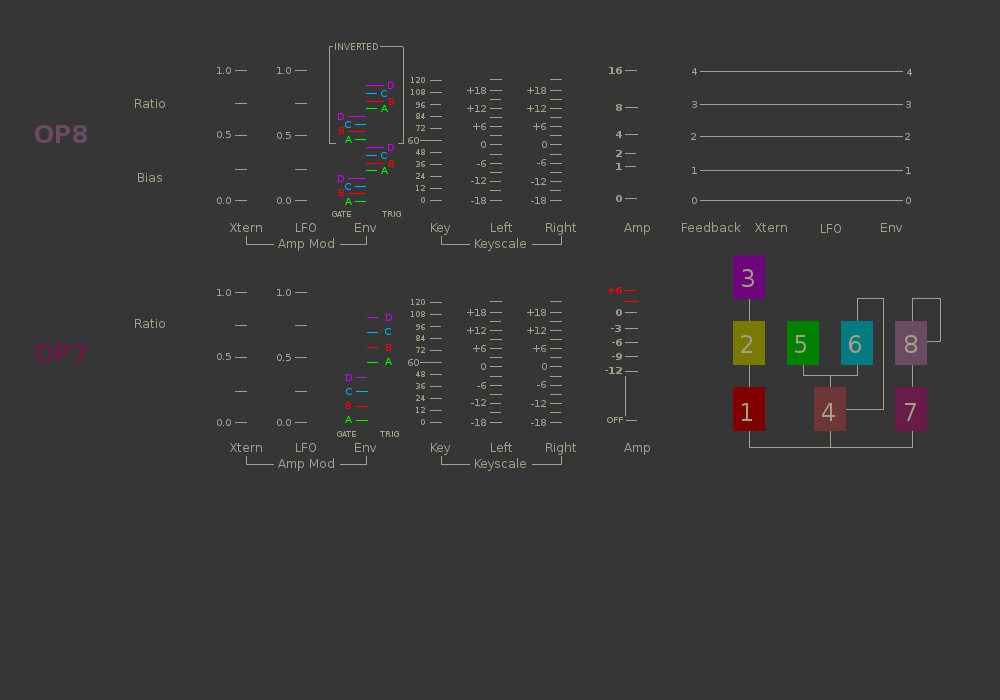 INVERTED
OP8
Ratio
Bias
1.0 0.5 0.0
1.0 0.5 0.0
D C B A
D C B A
D C B A
D C B A
GATE TRIG
120 108 96 84 72 60 48 36 24 12 0
+18 +12 +6 0 -6 -12 -18
+18 +12 +6 0 -6 -12 -18
16 8 4 2 1 0
4 4
3 3
2 2
1 1
0 0
Xtern LFO Env Key Left Right Amp Feedback Xtern LFO Env
Amp Mod Keyscale
OP7
Ratio
1.0 0.5 0.0
1.0 0.5 0.0
D C B A
D C B A
GATE TRIG
120 108 96 84 72 60 48 36 24 12 0
+18 +12 +6 0 -6 -12 -18
+18 +12 +6 0 -6 -12 -18
+6 0 -3 -6 -9 -12 OFF
Xtern LFO Env Key Left Right Amp
Amp Mod Keyscale
3
2 5 6 8
1 4 7